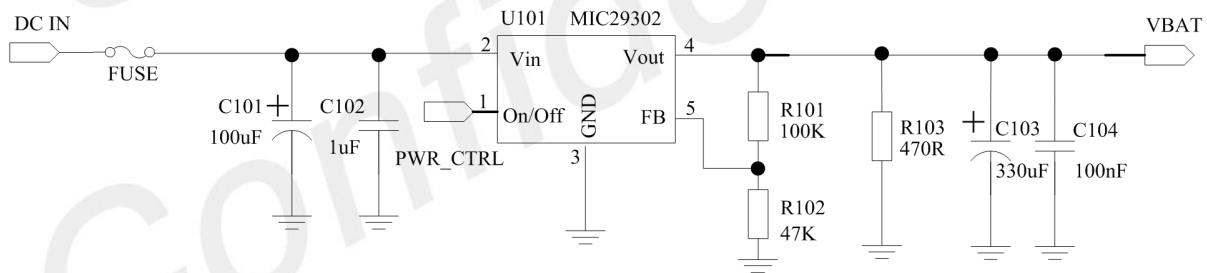 DC IN
FUSE
C101
+
100uF
C102
1uF
U101 MIC29302
2
Vin
Vout
4
1
On/Off
GND
FB
5
PWR_CTRL
3
R101
100K
R102
47K
R103
470R
+
C103
330uF
C104
100nF
VBAT
Confide